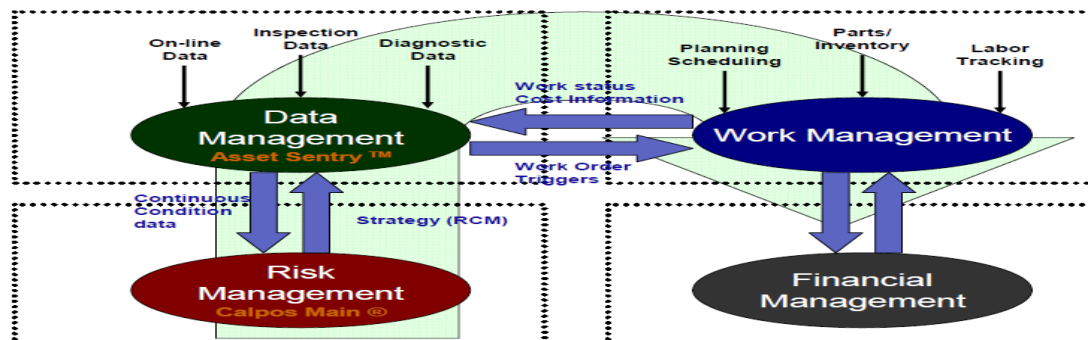 On-line
Data
Inspection
Data
Diagnostic
Data
Planning
Scheduling
Parts/
Inventory
Labor
Tracking
Work status
Cost Information
Data
Management
Asset Sentry ™
Work Management
Work Order
Triggers
Continuous
Condition
data
Strategy (RCM)
Risk
Management
Calpos Main ®
Financial
Management